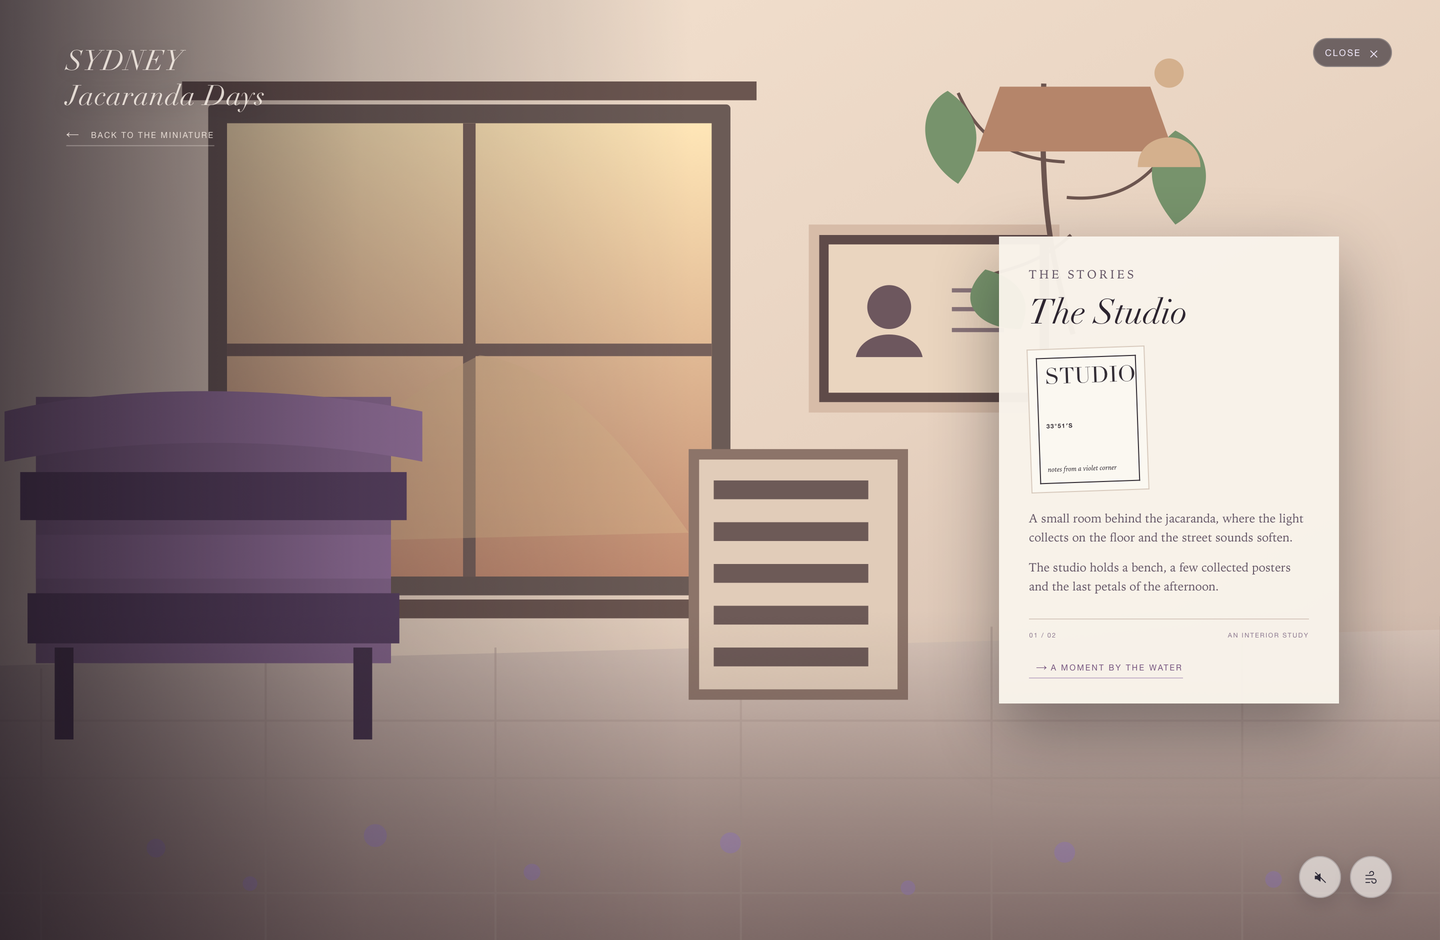 SYDNEY
Jacaranda Days
← BACK TO THE MINIATURE
CLOSE ×
THE STORIES
The Studio
STUDIO
33°51'S
notes from a violet corner
A small room behind the jacaranda, where the light
collects on the floor and the street sounds soften.
The studio holds a bench, a few collected posters
and the last petals of the afternoon.
01 / 02
AN INTERIOR STUDY
→ A MOMENT BY THE WATER